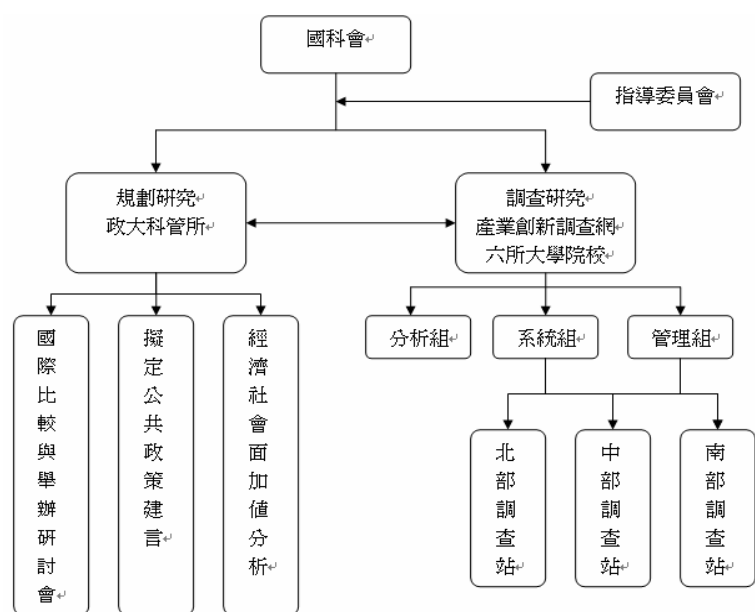 國科會
指導委員會
規劃研究
政大科管所
調查研究
產業創新調查網
六所大學院校
國際比較與舉辦研討會
擬定公共政策建言
經濟社會面加值分析
分析組
系統組
管理組
北部調查站
中部調查站
南部調查站